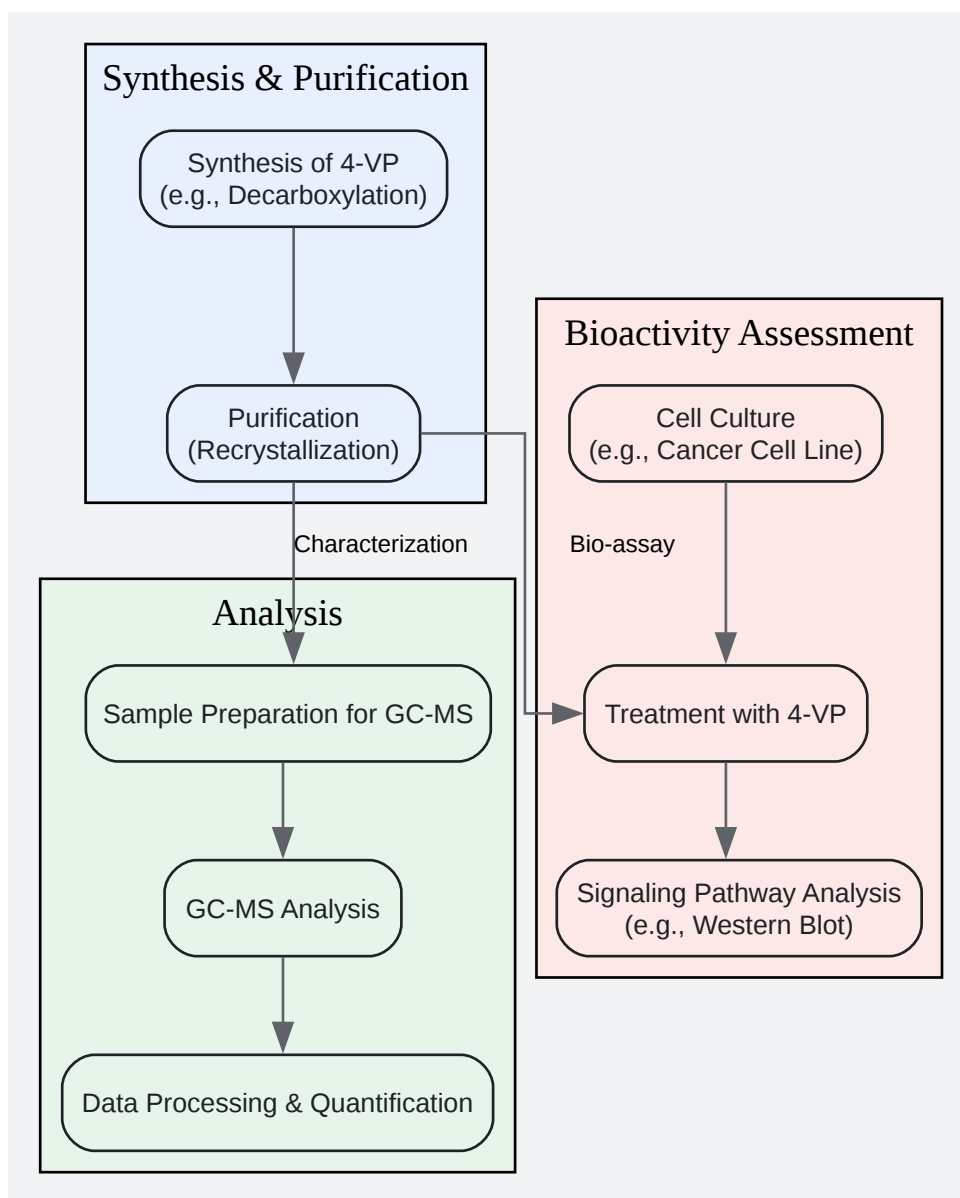 Synthesis & Purification
Synthesis of 4-VP
(e.g., Decarboxylation)
Purification
(Recrystallization)
Characterization
Analysis
Sample Preparation for GC-MS
GC-MS Analysis
Data Processing & Quantification
Bioactivity Assessment
Cell Culture
(e.g., Cancer Cell Line)
Bio-assay
Treatment with 4-VP
Signaling Pathway Analysis
(e.g., Western Blot)